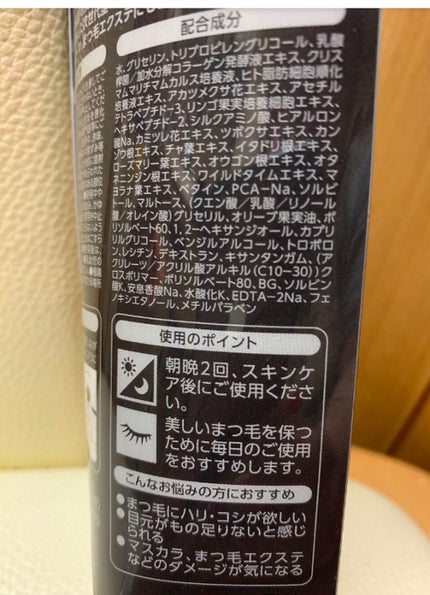 まつ毛エクステにも
配合成分
水、グリセリン、トリプロピレングリコール、乳酸
桿菌/加水分解コラーゲン発酵液エキス、クリス
マムマリチマムカルス培養液、ヒト脂肪細胞順化
培養液エキス、アカツメクサ花エキス、アセチル
テトラペプチド-3、リンゴ果実培養細胞エキス、
ヘキサペプチド-2、シルクアミノ酸、ヒアルロン
酸Na、カミツレ花エキス、ツボクサエキス、カン
ゾウ根エキス、チャ葉エキス、イタドリ根エキス、
ローズマリー葉エキス、オウゴン根エキス、オタ
ネニンジン根エキス、ワイルドタイムエキス、マ
ヨラナ葉エキス、ベタイン、PCA-Na、ソルビ
トール、マルトース、(クエン酸/乳酸/リノール
酸/オレイン酸)グリセリル、オリーブ果実油、ポ
リソルベート60、1,2-ヘキサンジオール、カプリ
リルグリコール、ベンジルアルコール、トロポロ
ン、レシチン、デキストラン、キサンタンガム、(ア
クリレーツ/アクリル酸アルキル(C10-30))ク
ロスポリマー、ポリソルベート80、BG、ソルビン
酸K、安息香酸Na、水酸化K、EDTA-2Na、フェ
ノキシエタノール、メチルパラベン
使用のポイント
朝晩2回、スキンケ
ア後にご使用くださ
い。
美しいまつ毛を保つ
ために毎日のご使用
をおすすめします。
こんなお悩みの方におすすめ
●まつ毛にハリ・コシが欲しい
●目元がもの足りないと感じ
られる
●マスカラ、まつ毛エクステ
などのダメージが気になる